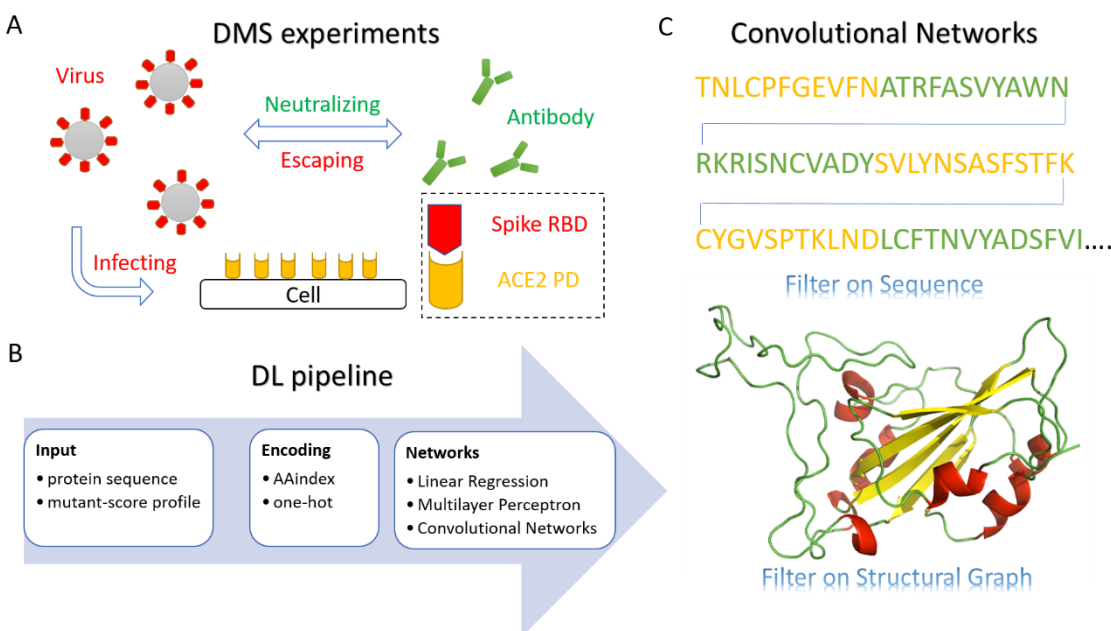 A
DMS experiments
Virus
Neutralizing
Escaping
Antibody
Infecting
Cell
Spike RBD
ACE2 PD
B
DL pipeline
Input
• protein sequence
• mutant-score profile
Encoding
• AAindex
• one-hot
Networks
• Linear Regression
• Multilayer Perceptron
• Convolutional Networks
C
Convolutional Networks
TNLCPFGEVFNATRFASVYAWN
RKRISNCVADYSVLYNSASFSTFK
CYGVSPTKLNDLCFTNVYADSFVI....
Filter on Sequence
Filter on Structural Graph